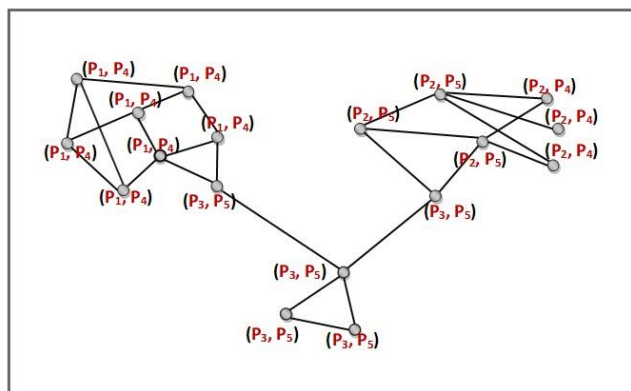 (P₁, P₄)
(P₁, P₄)
(P₁, P₄)
(P₁, P₄)
(P₁, P₄)
(P₁, P₄)
(P₁, P₄)
(P₃, P₅)
(P₂, P₅)
(P₂, P₄)
(P₂, P₅)
(P₂, P₄)
(P₂, P₅)
(P₂, P₄)
(P₃, P₅)
(P₃, P₅)
(P₃, P₅)
(P₃, P₅)